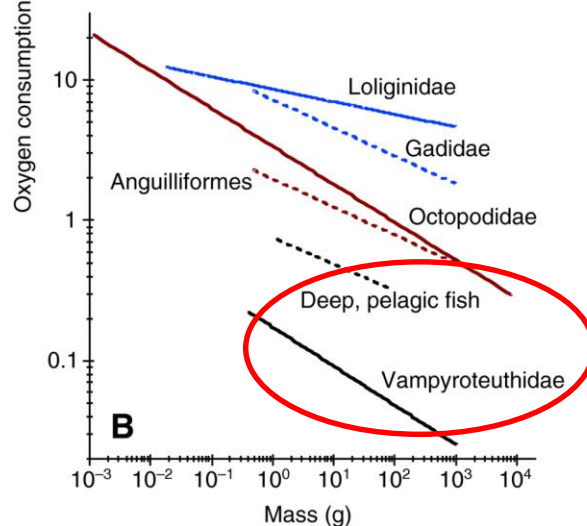 Oxygen consumption
10
1
0.1
Loliginidae
Gadidae
Anguilliformes
Octopodidae
Deep, pelagic fish
Vampyroteuthidae
B
10⁻³ 10⁻² 10⁻¹ 10⁰ 10¹ 10² 10³ 10⁴
Mass (g)